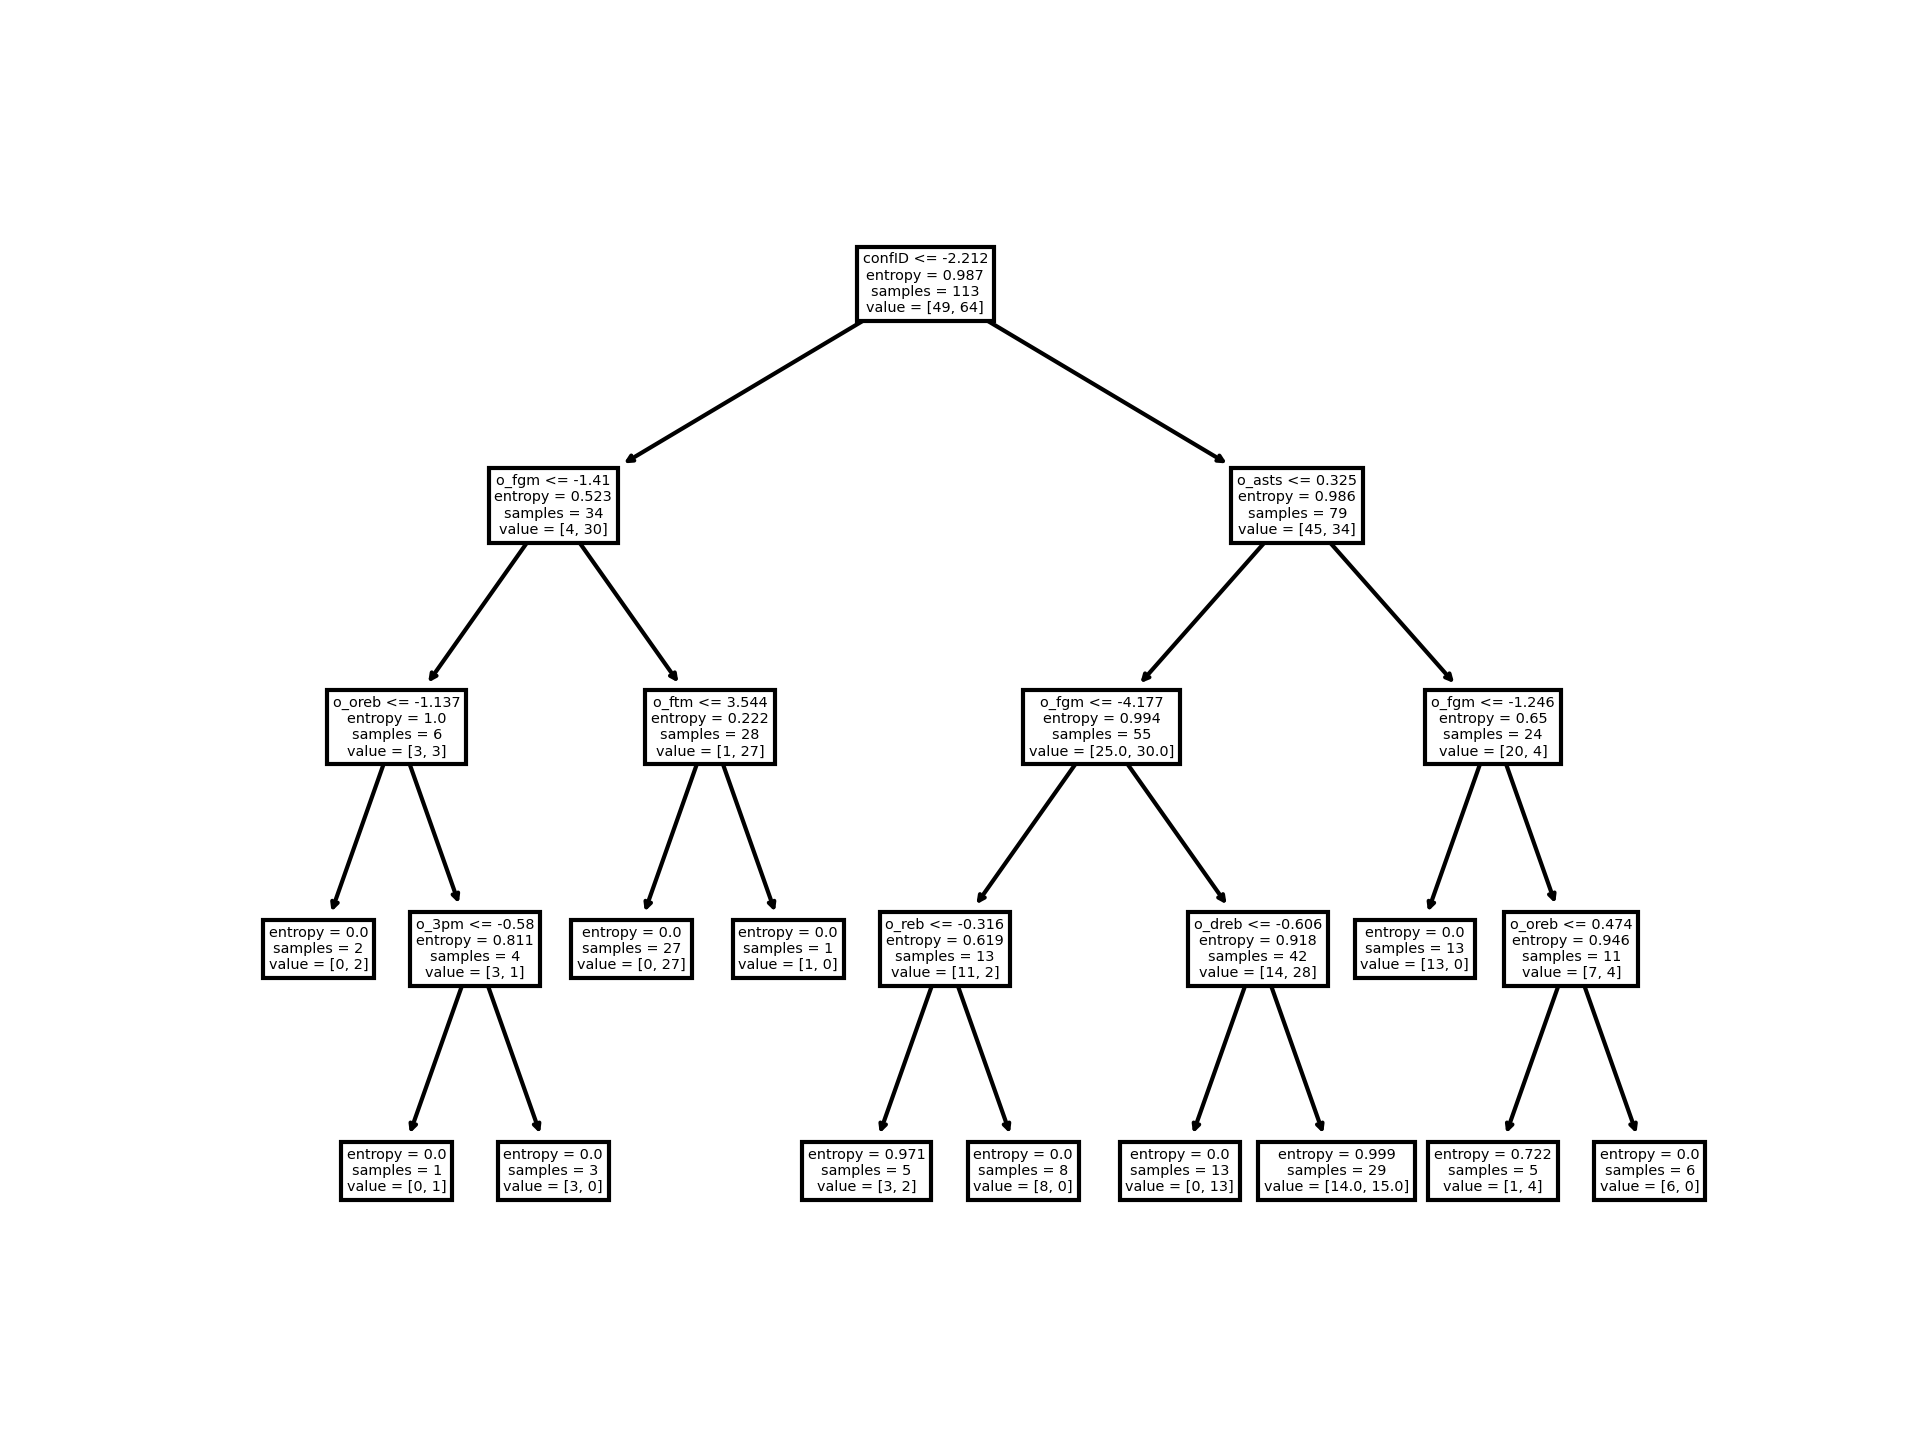 confID <= -2.212
entropy = 0.987
samples = 113
value = [49, 64]
o_fgm <= -1.41
entropy = 0.523
samples = 34
value = [4, 30]
o_asts <= 0.325
entropy = 0.986
samples = 79
value = [45, 34]
o_oreb <= -1.137
entropy = 1.0
samples = 6
value = [3, 3]
o_ftm <= 3.544
entropy = 0.222
samples = 28
value = [1, 27]
o_fgm <= -4.177
entropy = 0.994
samples = 55
value = [25.0, 30.0]
o_fgm <= -1.246
entropy = 0.65
samples = 24
value = [20, 4]
entropy = 0.0
samples = 2
value = [0, 2]
o_3pm <= -0.58
entropy = 0.811
samples = 4
value = [3, 1]
entropy = 0.0
samples = 27
value = [0, 27]
entropy = 0.0
samples = 1
value = [1, 0]
o_reb <= -0.316
entropy = 0.619
samples = 13
value = [11, 2]
o_dreb <= -0.606
entropy = 0.918
samples = 42
value = [14, 28]
entropy = 0.0
samples = 13
value = [13, 0]
o_oreb <= 0.474
entropy = 0.946
samples = 11
value = [7, 4]
entropy = 0.0
samples = 1
value = [0, 1]
entropy = 0.0
samples = 3
value = [3, 0]
entropy = 0.971
samples = 5
value = [3, 2]
entropy = 0.0
samples = 8
value = [8, 0]
entropy = 0.0
samples = 13
value = [0, 13]
entropy = 0.999
samples = 29
value = [14.0, 15.0]
entropy = 0.722
samples = 5
value = [1, 4]
entropy = 0.0
samples = 6
value = [6, 0]